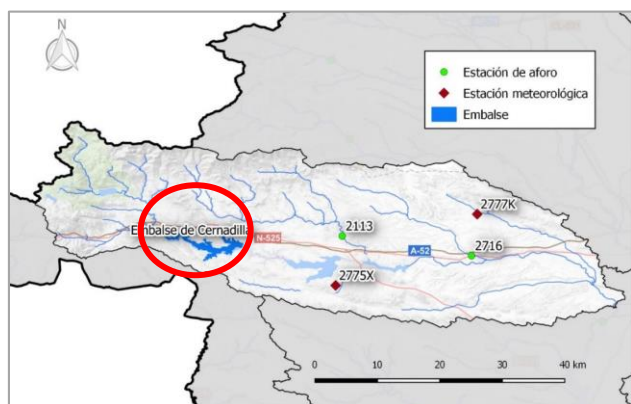 N
Estación de aforo
Estación meteorológica
Embalse
2777K
Embalse de Cernadilla
2113
N-525
A-52
2716
2775X
0 10 20 30 40 km